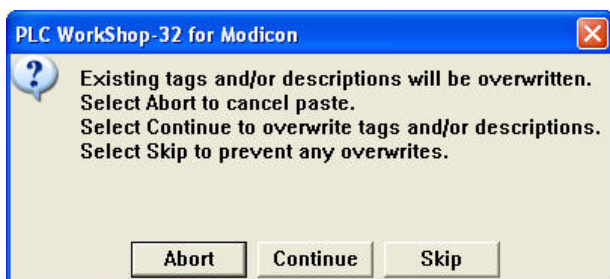 PLC WorkShop-32 for Modicon
Existing tags and/or descriptions will be overwritten.
Select Abort to cancel paste.
Select Continue to overwrite tags and/or descriptions.
Select Skip to prevent any overwrites.
Abort Continue Skip